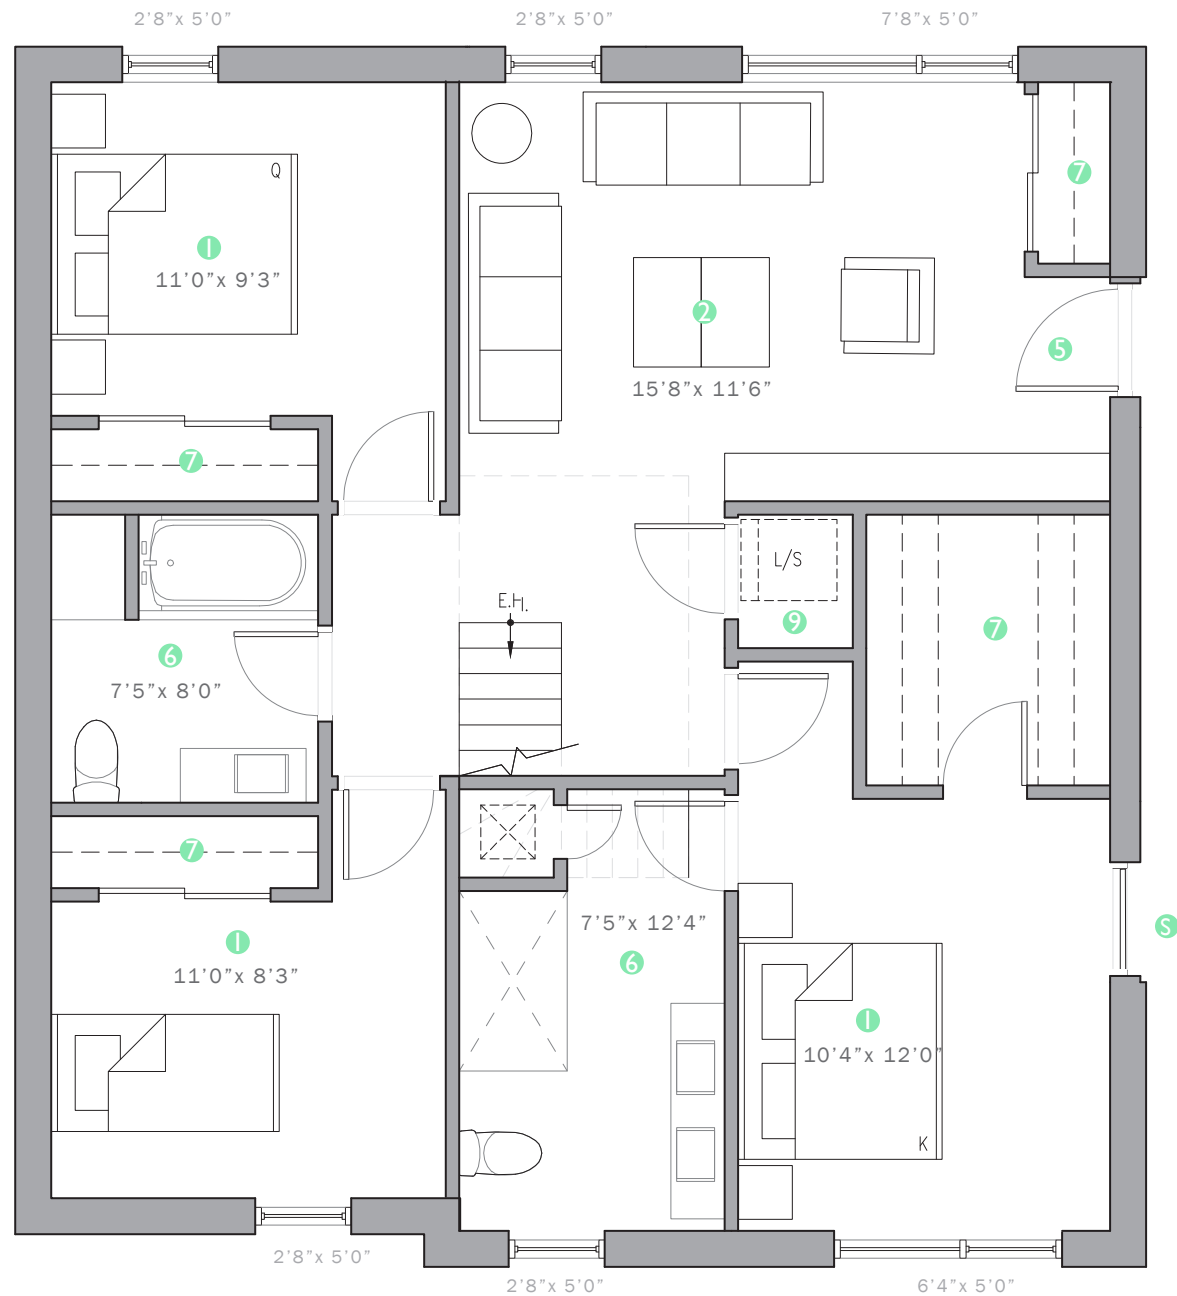 2'8"x 5'0"
2'8"x 5'0"
7'8"x 5'0"
Q
1
11'0"x 9'3"
7
2
15'8"x 11'6"
5
7
L/S
9
7
E.H.
6
7'5"x 8'0"
7
1
11'0"x 8'3"
7'5"x 12'4"
6
S
1
10'4"x 12'0"
K
2'8"x 5'0"
2'8"x 5'0"
6'4"x 5'0"